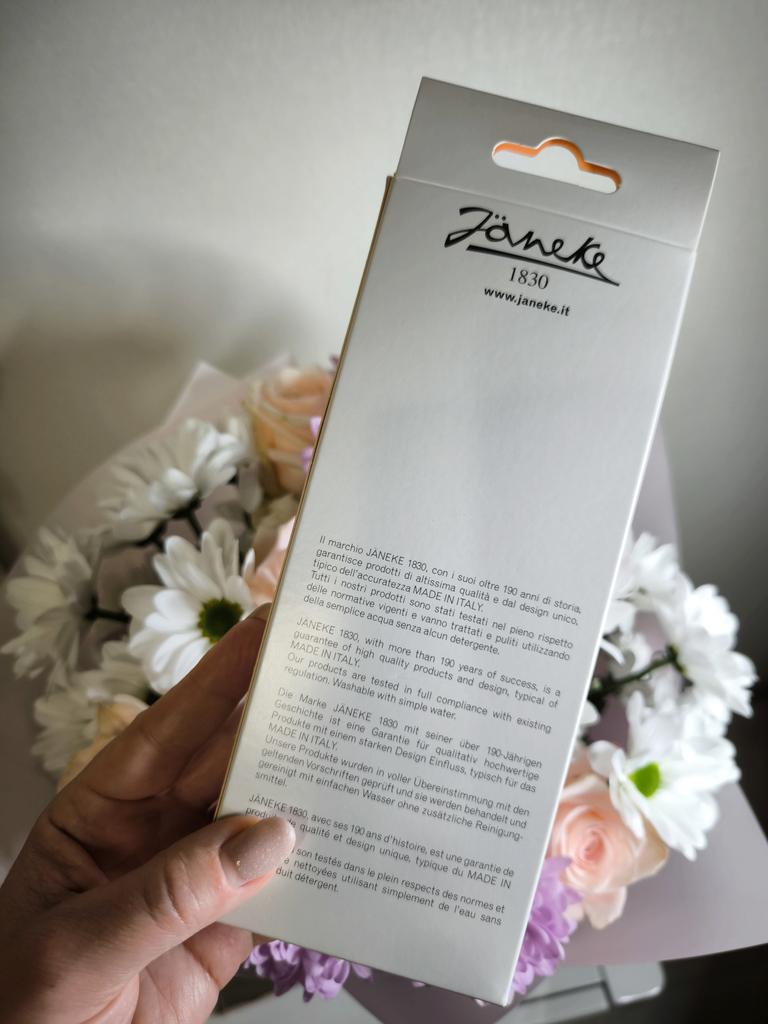 Jäneke
1830
www.janeke.it
Il marchio JÄNEKE 1830, con i suoi oltre 190 anni di storia,
garantisce prodotti di altissima qualità e dal design unico,
tipico dell'accuratezza MADE IN ITALY.
Tutti i nostri prodotti sono stati testati nel pieno rispetto
delle normative vigenti e vanno trattati e puliti utilizzando
della semplice acqua senza alcun detergente.
JÄNEKE 1830, with more than 190 years of success, is a
guarantee of high quality products and design, typical of
MADE IN ITALY.
Our products are tested in full compliance with existing
regulation. Washable with simple water.
Die Marke JÄNEKE 1830 mit seiner über 190-Jährigen
Geschichte ist eine Garantie für qualitativ hochwertige
Produkte mit einem starken Design Einfluss, typisch für das
MADE IN ITALY.
Unsere Produkte wurden in voller Übereinstimmung mit den
geltenden Vorschriften geprüft und sie werden behandelt und
gereinigt mit einfachen Wasser ohne zusätzliche Reinigung-
smittel.
JÄNEKE 1830, avec ses 190 ans d'histoire, est une garantie de
qualité et design unique, typique du MADE IN
son testés dans le plein respects des normes et
nettoyées utilisant simplement de l'eau sans
détergent.